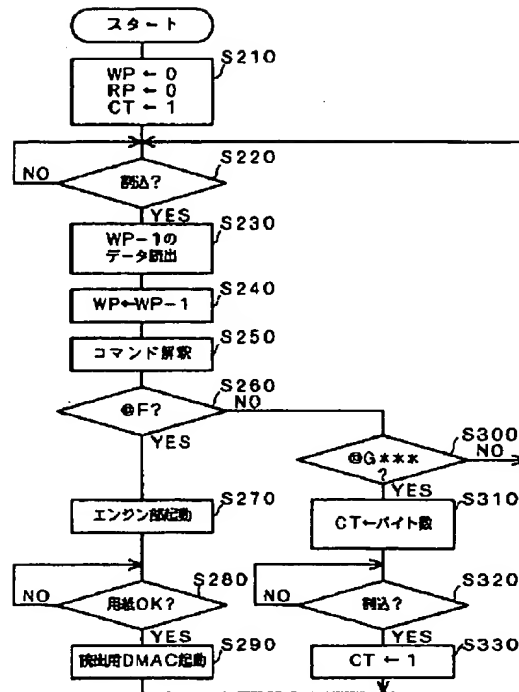 スタート
S210
WP ← 0
RP ← 0
CT ← 1
S220
NO
割込?
YES
S230
WP-1の
データ読出
S240
WP←WP-1
S250
コマンド解釈
S260
@F?
NO
YES
S300
@G***
?
NO
YES
S270
エンジン部起動
S310
CT←バイト数
S280
NO
用紙OK?
YES
S320
NO
割込?
YES
S290
読出用DMAC起動
S330
CT ← 1